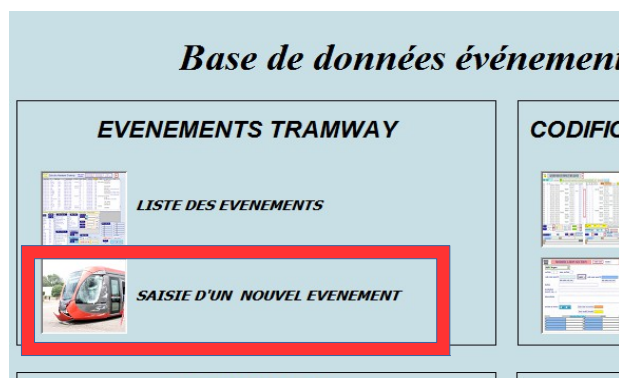 Base de données événement
EVENEMENTS TRAMWAY
CODIFIC
LISTE DES EVENEMENTS
SAISIE D'UN NOUVEL EVENEMENT